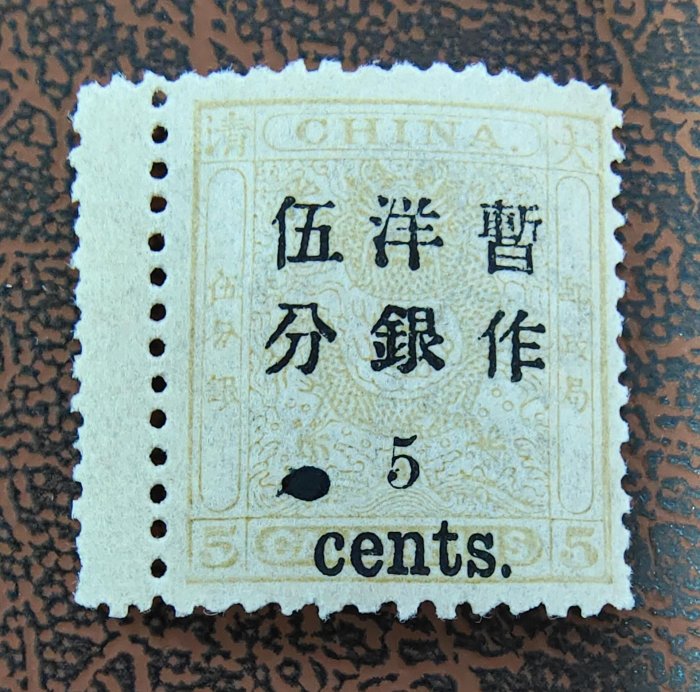 大 CHINA. 清
暫作
洋銀
伍分
郵政局
伍分銀
5
cents.
5 CANDARINS 5